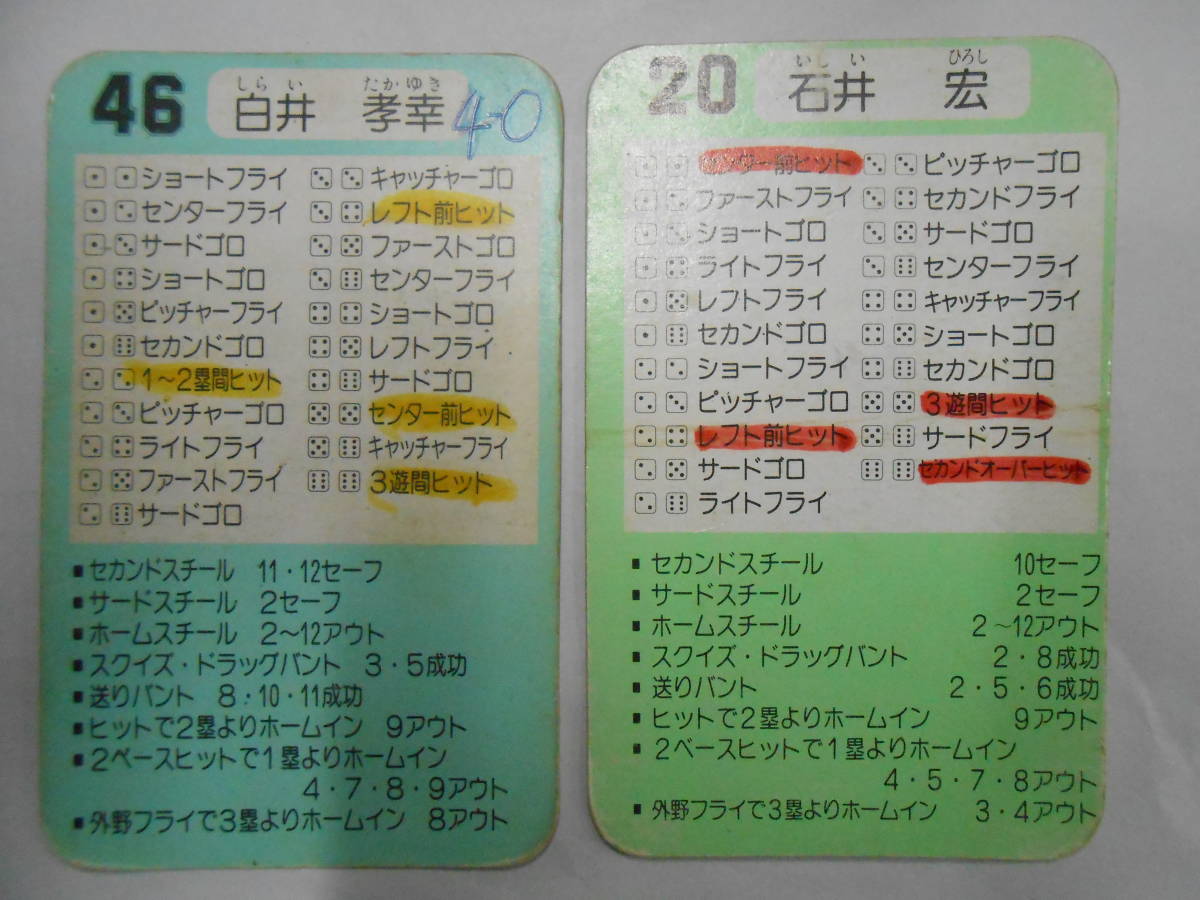 しらい たかゆき
46 白井 孝幸 4-0
ショートフライ キャッチャーゴロ
センターフライ レフト前ヒット
サードゴロ ファーストゴロ
ショートゴロ センターフライ
ピッチャーフライ ショートゴロ
セカンドゴロ レフトフライ
1〜2塁間ヒット サードゴロ
ピッチャーゴロ センター前ヒット
ライトフライ キャッチャーフライ
ファーストフライ 3遊間ヒット
サードゴロ
■セカンドスチール 11・12セーフ
■サードスチール 2セーフ
■ホームスチール 2〜12アウト
■スクイズ・ドラッグバント 3・5成功
■送りバント 8・10・11成功
■ヒットで2塁よりホームイン 9アウト
■2ベースヒットで1塁よりホームイン
4・7・8・9アウト
■外野フライで3塁よりホームイン 8アウト
いしい ひろし
20 石井 宏
センター前ヒット ピッチャーゴロ
ファーストフライ セカンドフライ
ショートゴロ サードゴロ
ライトフライ センターフライ
レフトフライ キャッチャーフライ
セカンドゴロ ショートゴロ
ショートフライ セカンドゴロ
ピッチャーゴロ 3遊間ヒット
レフト前ヒット サードフライ
サードゴロ セカンドオーバーヒット
ライトフライ
■セカンドスチール 10セーフ
■サードスチール 2セーフ
■ホームスチール 2〜12アウト
■スクイズ・ドラッグバント 2・8成功
■送りバント 2・5・6成功
■ヒットで2塁よりホームイン 9アウト
■2ベースヒットで1塁よりホームイン
4・5・7・8アウト
■外野フライで3塁よりホームイン 3・4アウト